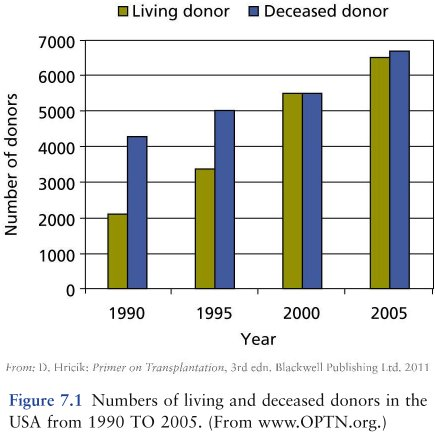 Living donor Deceased donor
7000
6000
5000
4000
3000
2000
1000
0
Number of donors
1990 1995 2000 2005
Year
From: D. Hricik: Primer on Transplantation, 3rd edn. Blackwell Publishing Ltd. 2011
Figure 7.1 Numbers of living and deceased donors in the
USA from 1990 TO 2005. (From www.OPTN.org.)